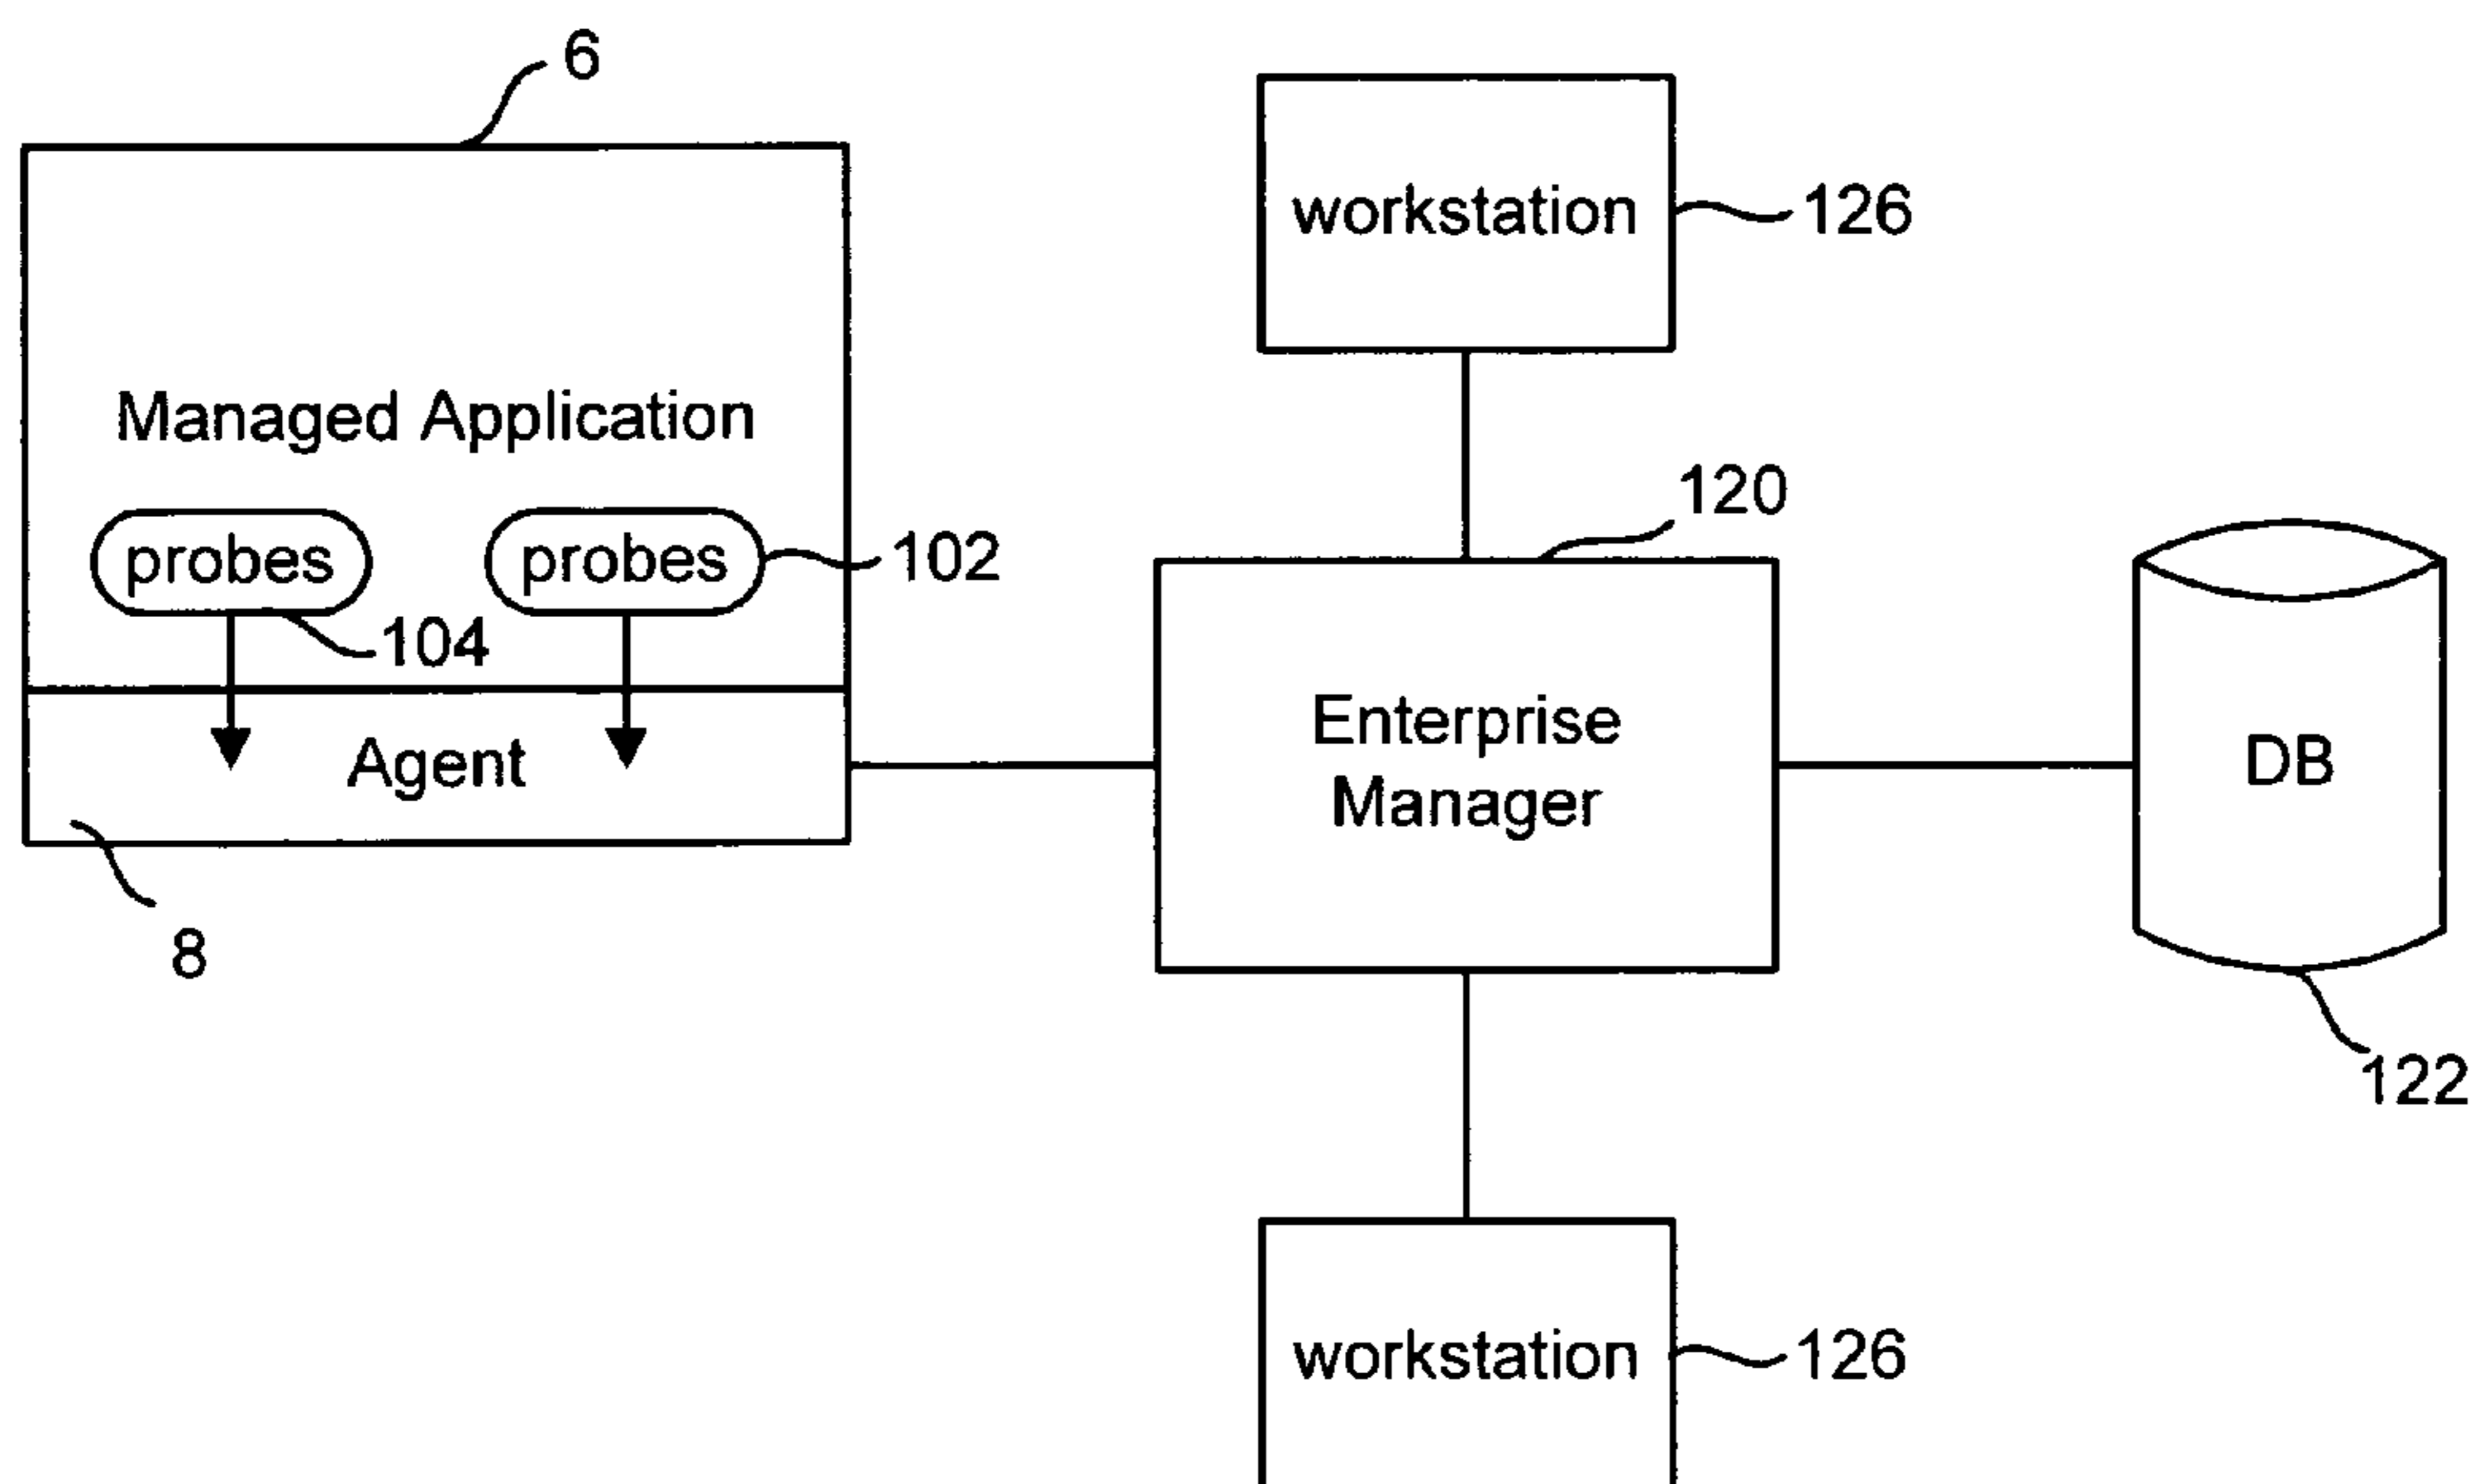 6
workstation
126
Managed Application
120
probes
probes
102
104
Enterprise
Manager
DB
Agent
8
122
workstation
126